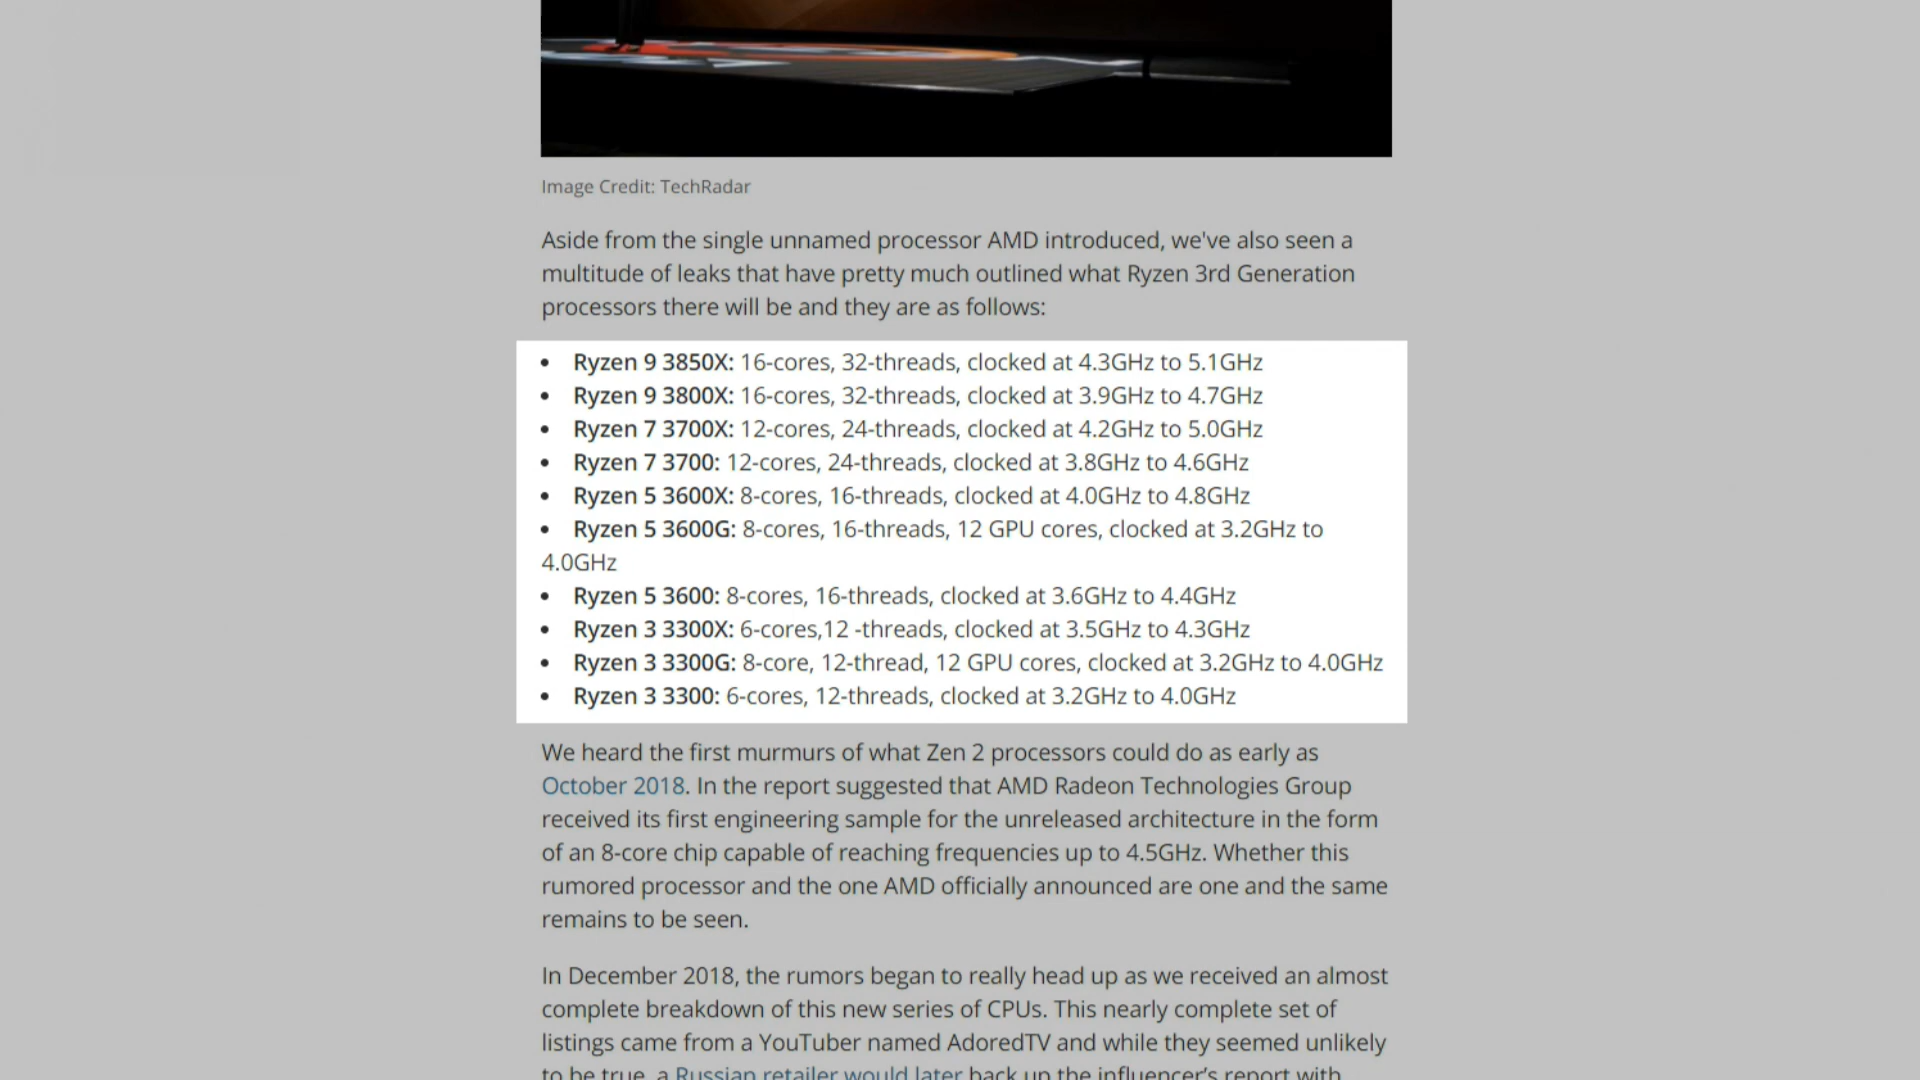 Image Credit: TechRadar
Aside from the single unnamed processor AMD introduced, we've also seen a
multitude of leaks that have pretty much outlined what Ryzen 3rd Generation
processors there will be and they are as follows:
• Ryzen 9 3850X: 16-cores, 32-threads, clocked at 4.3GHz to 5.1GHz
• Ryzen 9 3800X: 16-cores, 32-threads, clocked at 3.9GHz to 4.7GHz
• Ryzen 7 3700X: 12-cores, 24-threads, clocked at 4.2GHz to 5.0GHz
• Ryzen 7 3700: 12-cores, 24-threads, clocked at 3.8GHz to 4.6GHz
• Ryzen 5 3600X: 8-cores, 16-threads, clocked at 4.0GHz to 4.8GHz
• Ryzen 5 3600G: 8-cores, 16-threads, 12 GPU cores, clocked at 3.2GHz to
4.0GHz
• Ryzen 5 3600: 8-cores, 16-threads, clocked at 3.6GHz to 4.4GHz
• Ryzen 3 3300X: 6-cores,12 -threads, clocked at 3.5GHz to 4.3GHz
• Ryzen 3 3300G: 8-core, 12-thread, 12 GPU cores, clocked at 3.2GHz to 4.0GHz
• Ryzen 3 3300: 6-cores, 12-threads, clocked at 3.2GHz to 4.0GHz
We heard the first murmurs of what Zen 2 processors could do as early as
October 2018. In the report suggested that AMD Radeon Technologies Group
received its first engineering sample for the unreleased architecture in the form
of an 8-core chip capable of reaching frequencies up to 4.5GHz. Whether this
rumored processor and the one AMD officially announced are one and the same
remains to be seen.
In December 2018, the rumors began to really head up as we received an almost
complete breakdown of this new series of CPUs. This nearly complete set of
listings came from a YouTuber named AdoredTV and while they seemed unlikely
to be true, a Russian retailer would later back up the influencer's report with